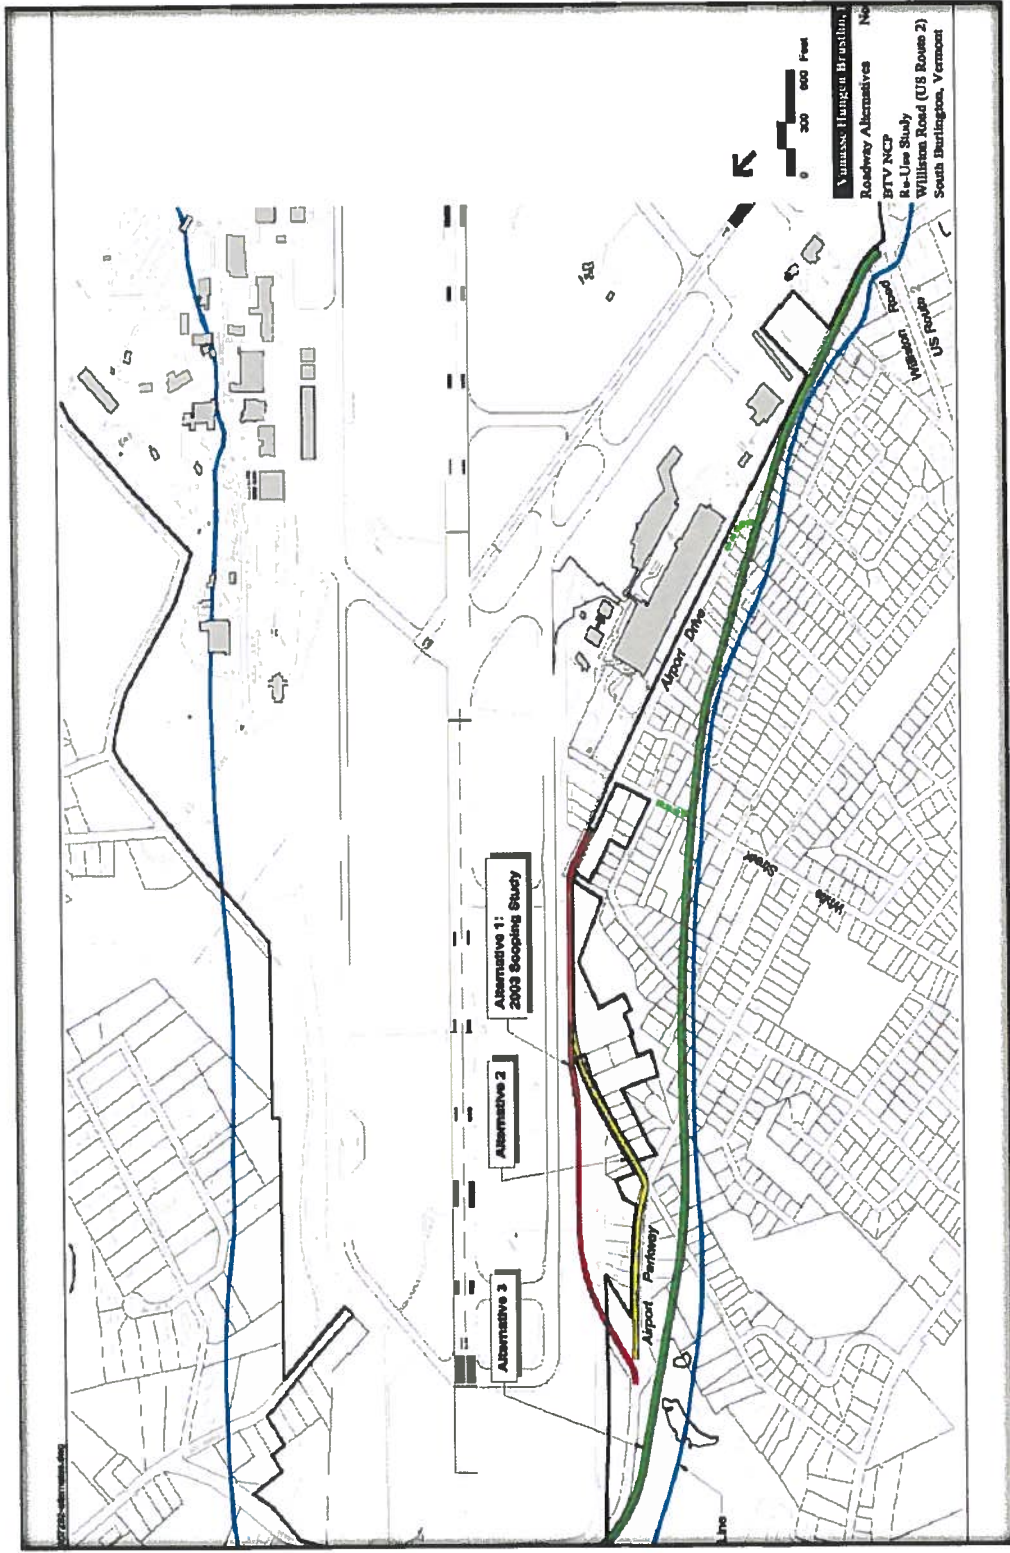 Alternative 1:
2003 Scoping Study
Alternative 2
Alternative 3
Airport Drive
Airport Parkway
White Street
Williston Road
US Route 2
0 300 600 Feet
Vanasse Hangen Brustlin, I
Roadway Alternatives No
BTV NCP
Re-Use Study
Williston Road (US Route 2)
South Burlington, Vermont